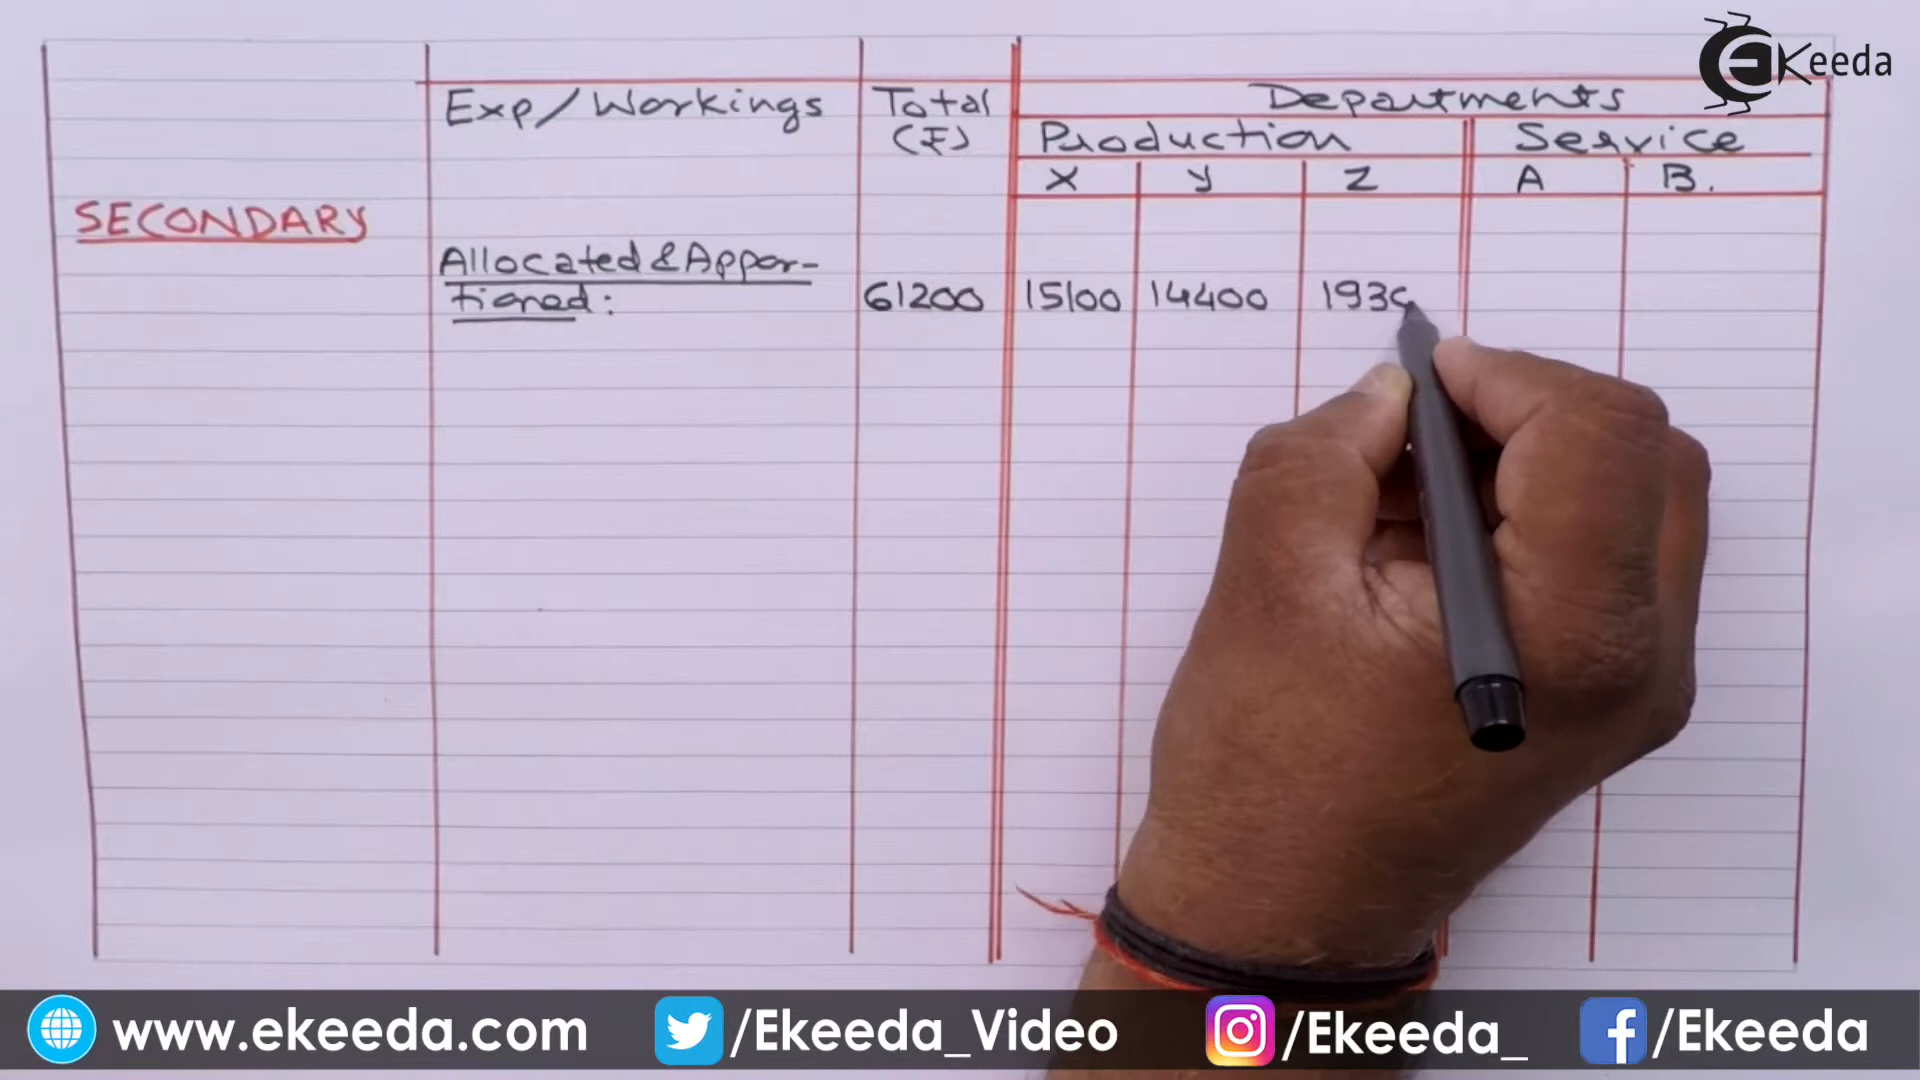 EKeeda
Exp/Workings Total Departments
(₹) Production Service
X Y Z A B.
SECONDARY
Allocated & Appor-
tioned: 61200 15100 14400 193
www.ekeeda.com /Ekeeda_Video /Ekeeda_ /Ekeeda